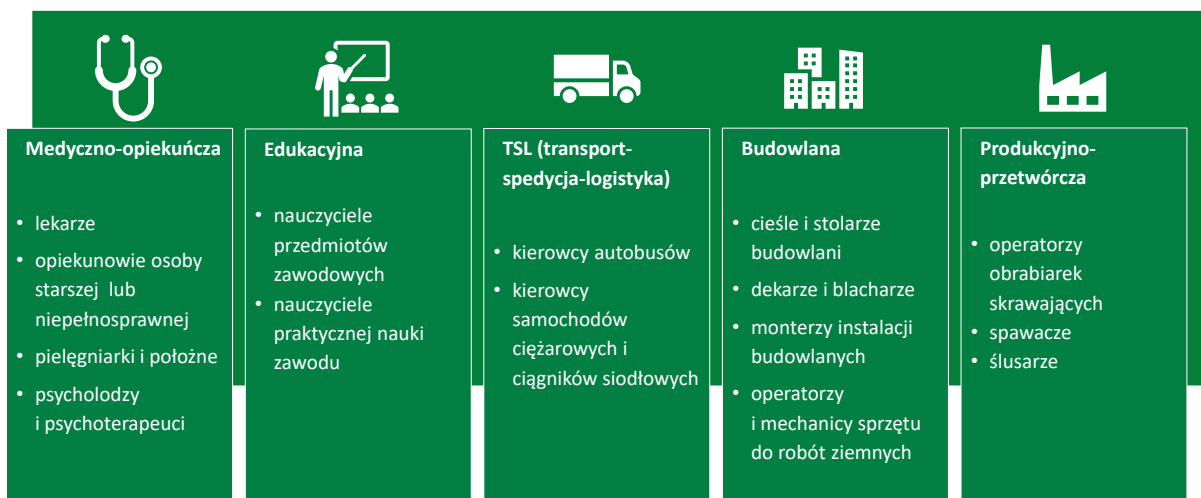 Medyczno-opiekuńcza
• lekarze
• opiekunowie osoby
starszej lub
niepełnosprawnej
• pielęgniarki i położne
• psycholodzy
i psychoterapeuci
Edukacyjna
• nauczyciele
przedmiotów
zawodowych
• nauczyciele
praktycznej nauki
zawodu
TSL (transport-
spedycja-logistyka)
• kierowcy autobusów
• kierowcy
samochodów
ciężarowych i
ciągników siodłowych
Budowlana
• cieśle i stolarze
budowlani
• dekarze i blacharze
• monterzy instalacji
budowlanych
• operatorzy
i mechanicy sprzętu
do robót ziemnych
Produkcyjno-
przetwórcza
• operatorzy
obrabiarek
skrawających
• spawacze
• ślusarze